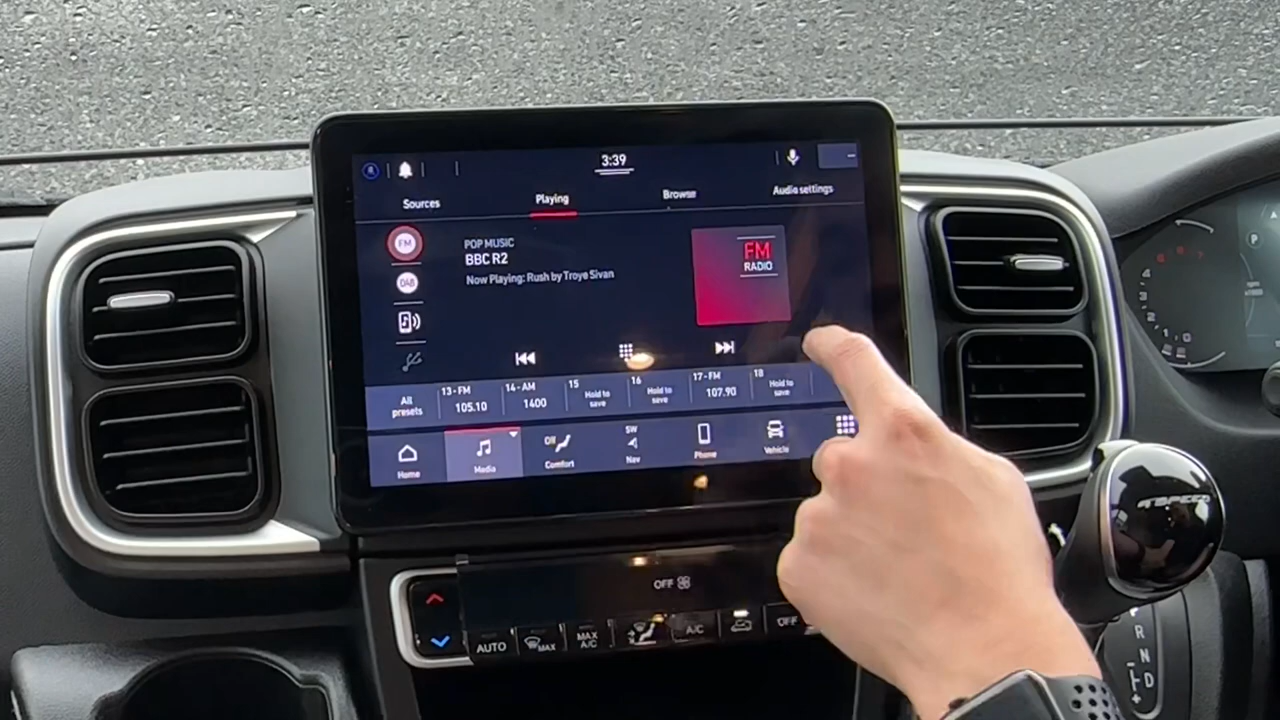 3:39
Sources
Playing
Browse
Audio settings
FM
POP MUSIC
BBC R2
Now Playing: Rush by Troye Sivan
FM
RADIO
DAB
All presets
13-FM
105.10
14-AM
1400
15
Hold to save
16
Hold to save
17-FM
107.90
18
Hold to save
Home
Media
Off
Comfort
SW
Nav
Phone
Vehicle
OFF
AUTO
MAX
MAX A/C
A/C
OFF
P
R
N
D
+